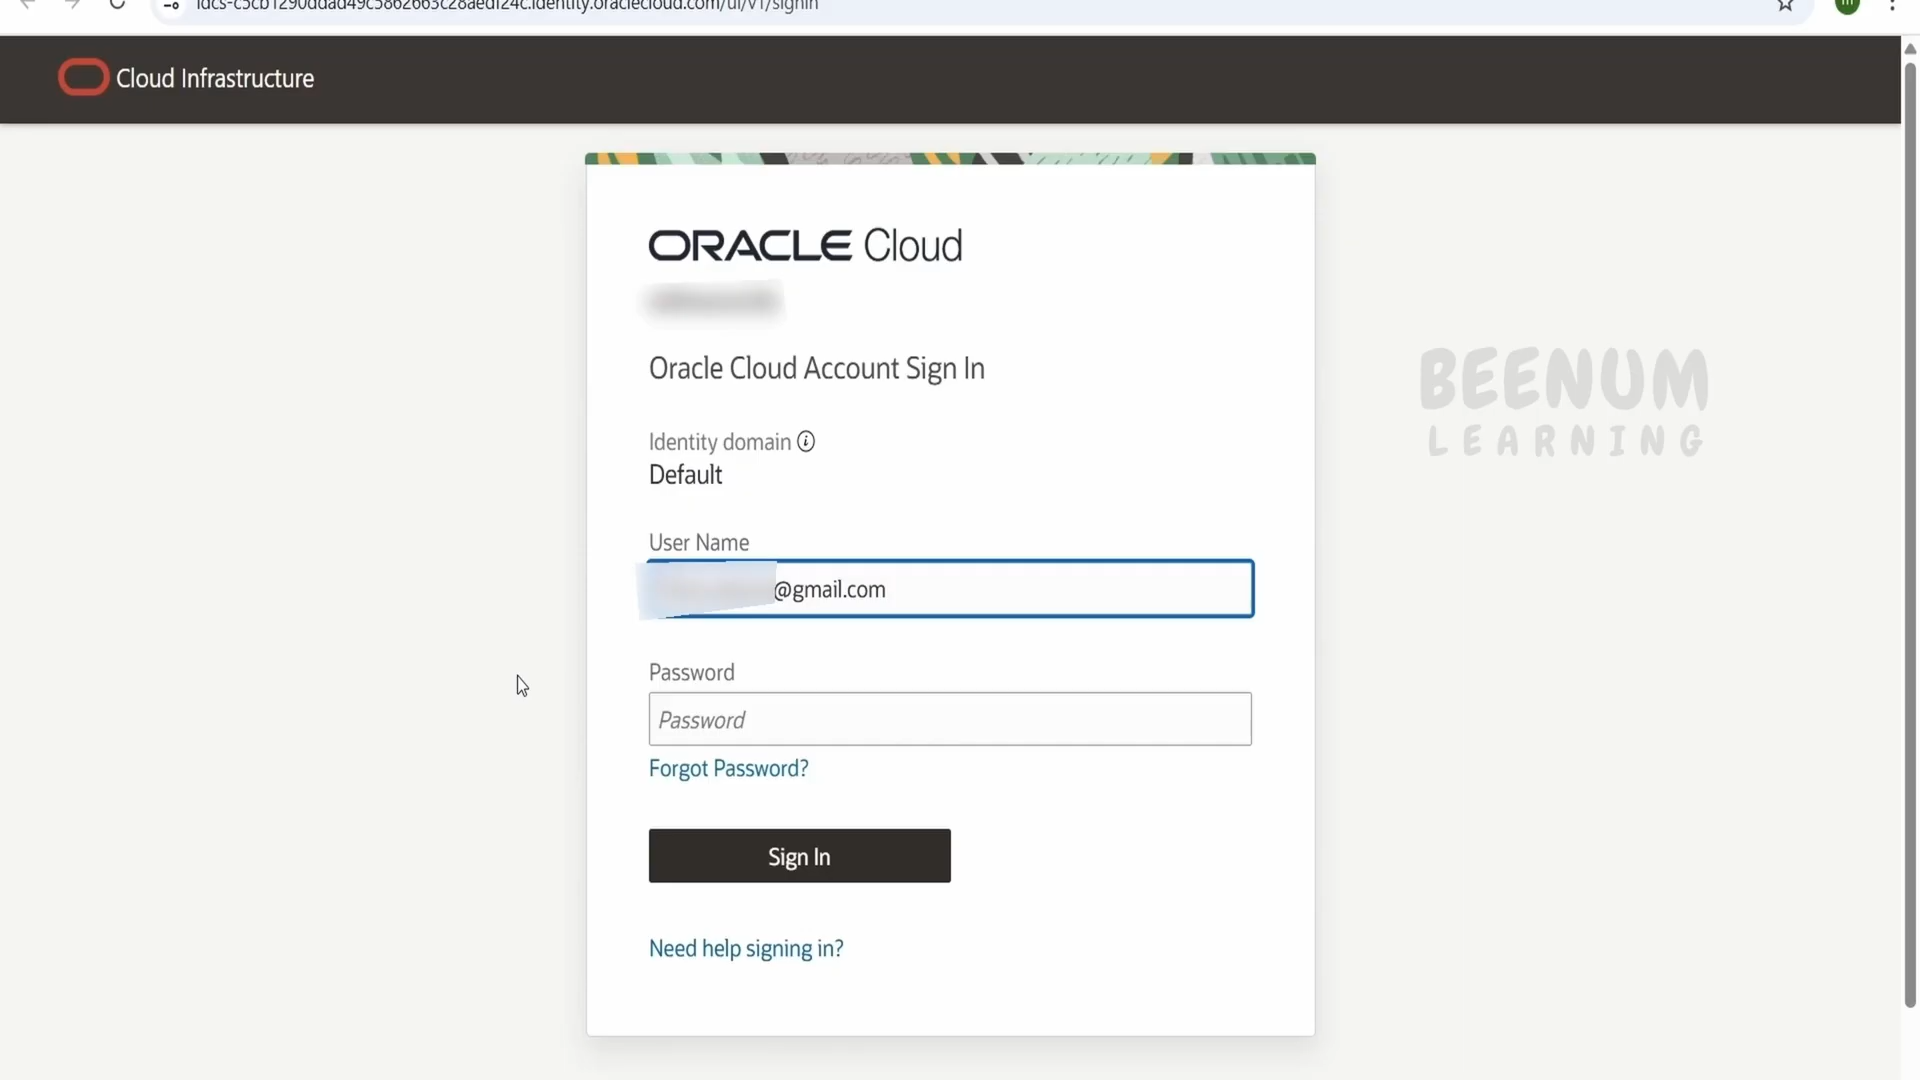 Cloud Infrastructure
ORACLE Cloud
Oracle Cloud Account Sign In
Identity domain
Default
BEENUM
LEARNING
User Name
@gmail.com
Password
Password
Forgot Password?
Sign In
Need help signing in?